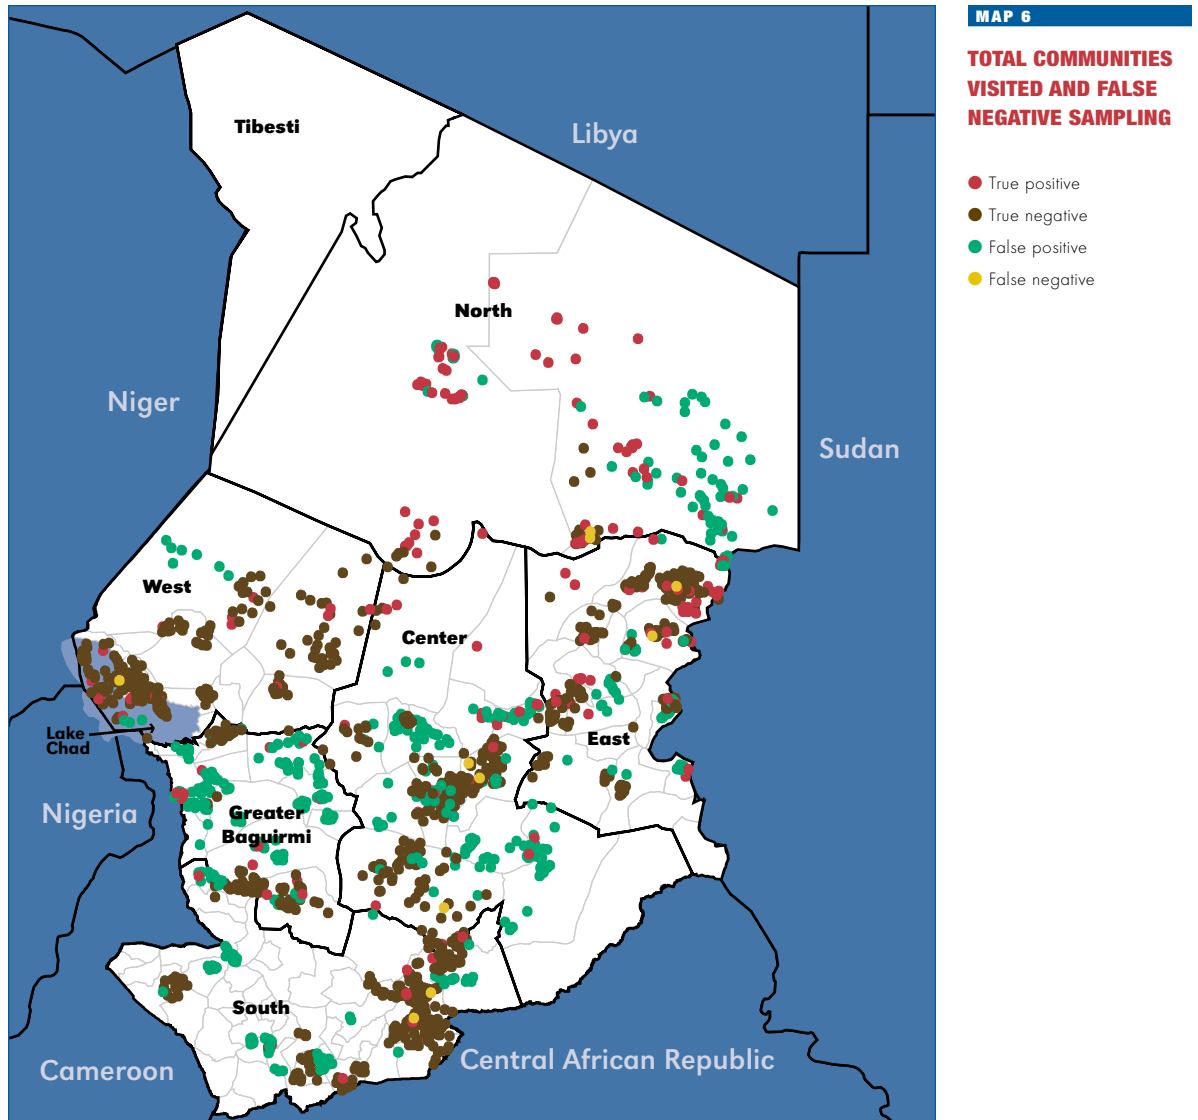 MAP 6
TOTAL COMMUNITIES
VISITED AND FALSE
NEGATIVE SAMPLING
True positive
True negative
False positive
False negative
Tibesti
Libya
North
Niger
Sudan
West
Center
Lake
Chad
East
Nigeria
Greater
Baguirmi
South
Cameroon
Central African Republic